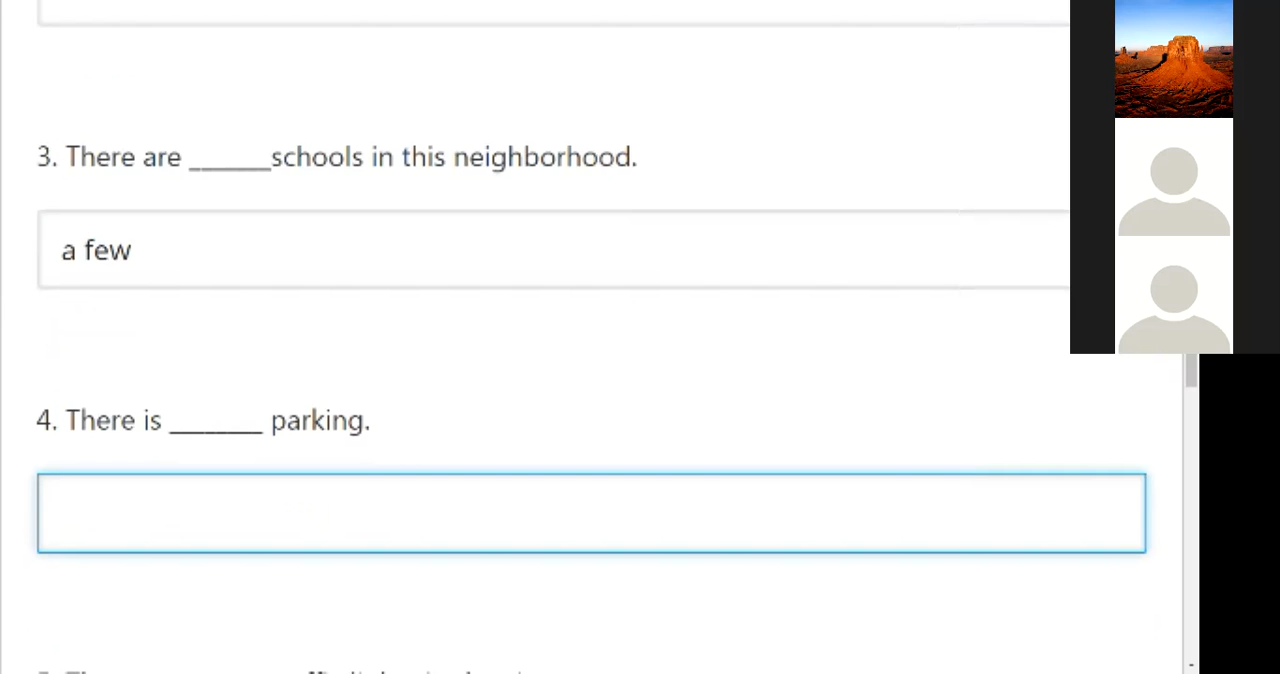 3. There are ______schools in this neighborhood.
a few
4. There is _______ parking.